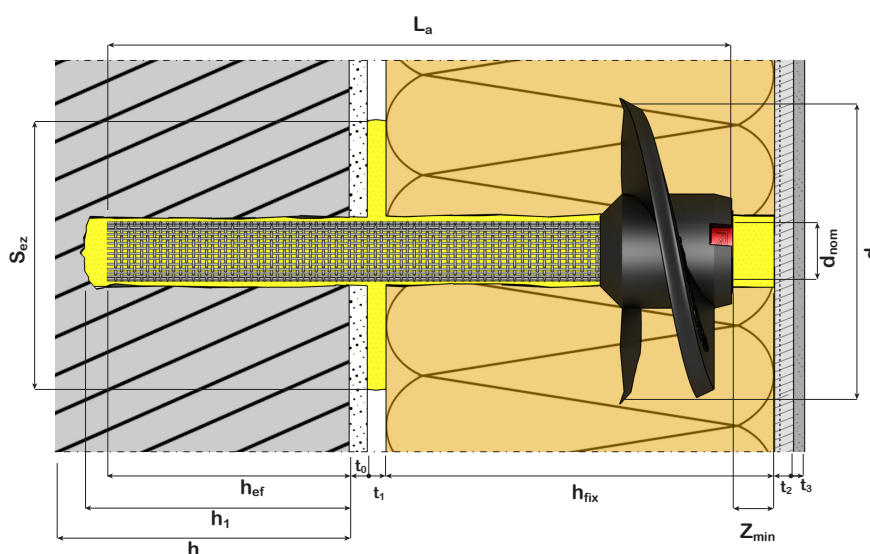 Lₐ
Sez
dnom
d
hef
t₀
t₁
hfix
t₂
t₃
h₁
Zmin
h